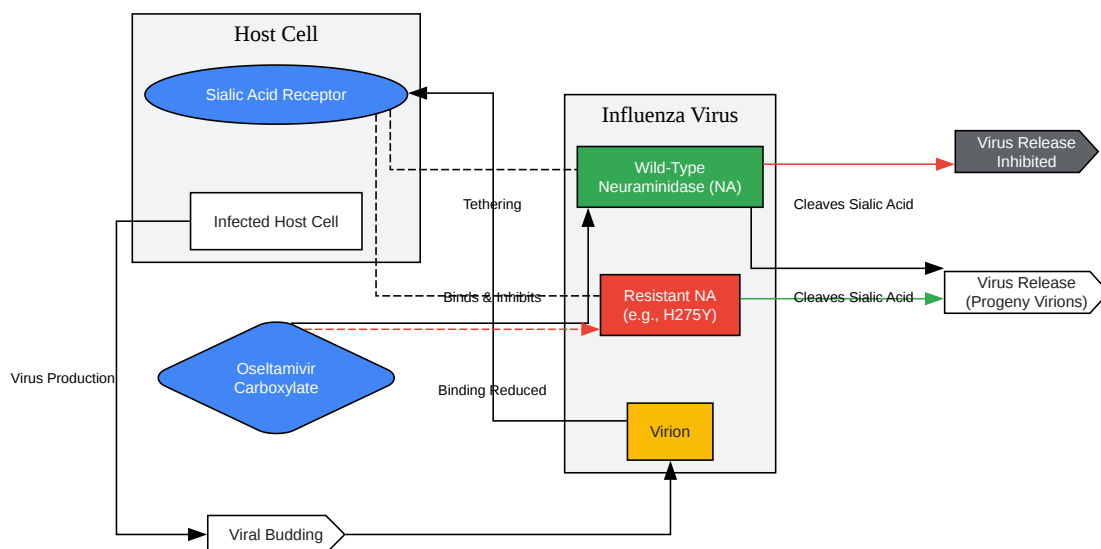 Host Cell
Sialic Acid Receptor
Infected Host Cell
Influenza Virus
Wild-Type
Neuraminidase (NA)
Virus Release
Inhibited
Tethering
Cleaves Sialic Acid
Binds & Inhibits
Resistant NA
(e.g., H275Y)
Cleaves Sialic Acid
Virus Release
(Progeny Virions)
Oseltamivir
Carboxylate
Virus Production
Binding Reduced
Virion
Viral Budding